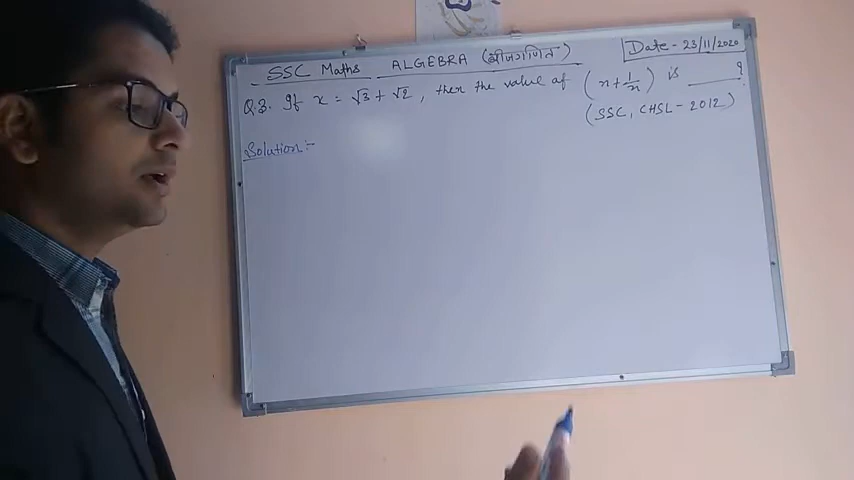 SSC Maths ALGEBRA (बीजगणित) Date - 23/11/2020
Q.3. If x = √3 + √2, then the value of (x + 1/x) is ______?
(SSC, CHSL - 2012)
Solution :-